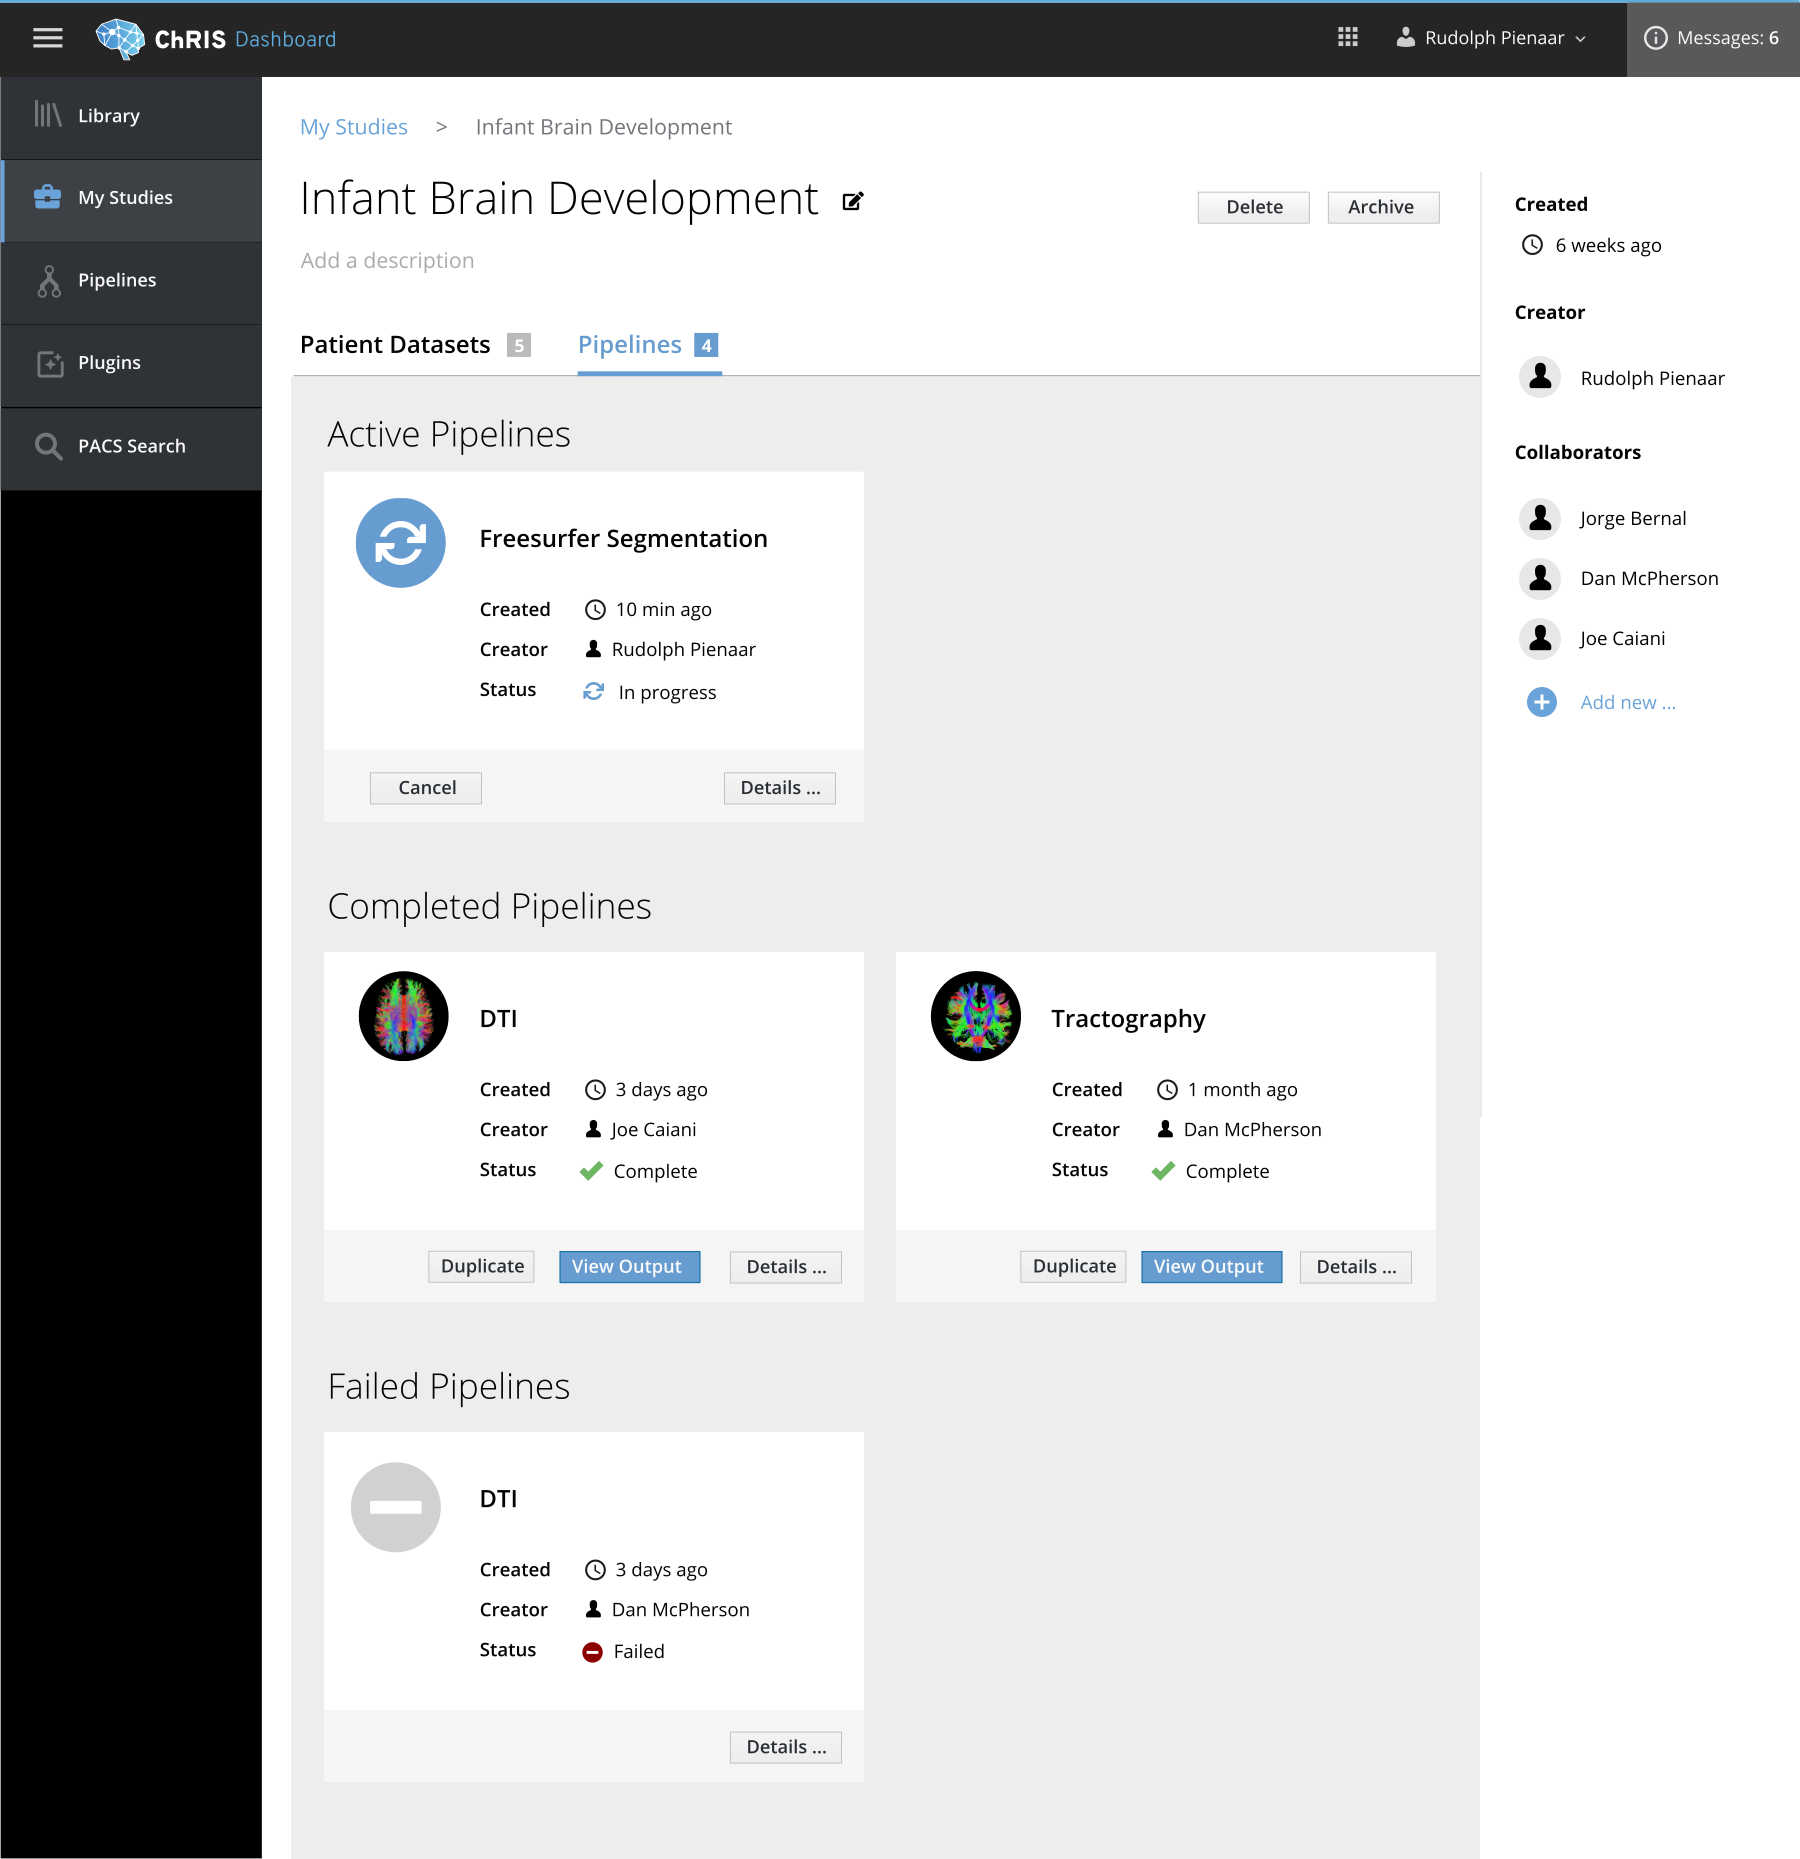 ChRIS Dashboard
Rudolph Pienaar
Messages: 6
Library
My Studies
Pipelines
Plugins
PACS Search
My Studies > Infant Brain Development
Infant Brain Development
Delete
Archive
Add a description
Patient Datasets 5
Pipelines 4
Active Pipelines
Freesurfer Segmentation
Created 10 min ago
Creator Rudolph Pienaar
Status In progress
Cancel
Details ...
Completed Pipelines
DTI
Created 3 days ago
Creator Joe Caiani
Status Complete
Duplicate
View Output
Details ...
Tractography
Created 1 month ago
Creator Dan McPherson
Status Complete
Duplicate
View Output
Details ...
Failed Pipelines
DTI
Created 3 days ago
Creator Dan McPherson
Status Failed
Details ...
Created
6 weeks ago
Creator
Rudolph Pienaar
Collaborators
Jorge Bernal
Dan McPherson
Joe Caiani
Add new ...